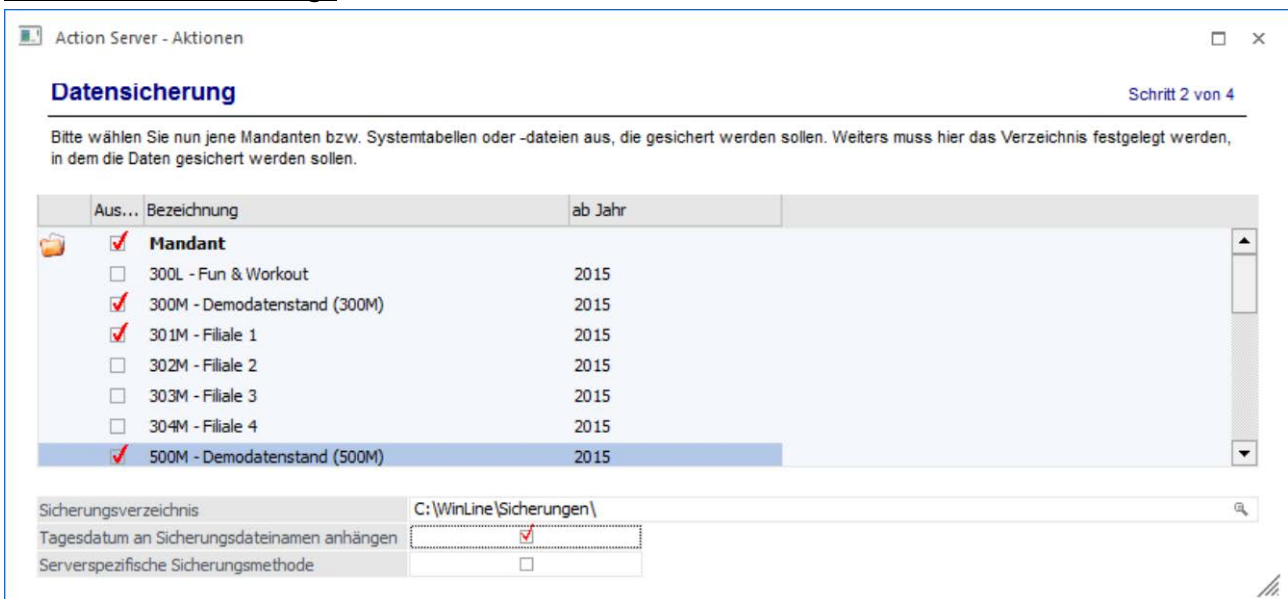 Action Server - Aktionen
Datensicherung
Schritt 2 von 4
Bitte wählen Sie nun jene Mandanten bzw. Systemtabellen oder -dateien aus, die gesichert werden sollen. Weiters muss hier das Verzeichnis festgelegt werden,
in dem die Daten gesichert werden sollen.
Aus... Bezeichnung ab Jahr
Mandant
300L - Fun & Workout 2015
300M - Demodatenstand (300M) 2015
301M - Filiale 1 2015
302M - Filiale 2 2015
303M - Filiale 3 2015
304M - Filiale 4 2015
500M - Demodatenstand (500M) 2015
Sicherungsverzeichnis C:\WinLine\Sicherungen\
Tagesdatum an Sicherungsdateinamen anhängen
Serverspezifische Sicherungsmethode